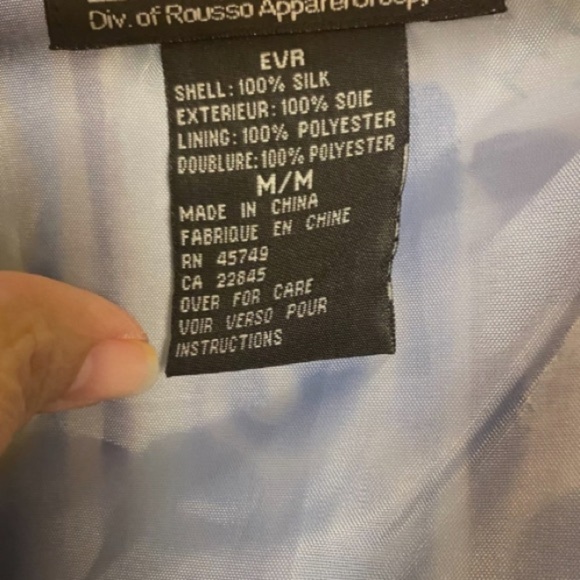 Div. of Rousso Apparel Group,
EVR
SHELL: 100% SILK
EXTERIEUR: 100% SOIE
LINING: 100% POLYESTER
DOUBLURE: 100% POLYESTER
M/M
MADE IN CHINA
FABRIQUE EN CHINE
RN 45749
CA 22845
OVER FOR CARE
VOIR VERSO POUR
INSTRUCTIONS